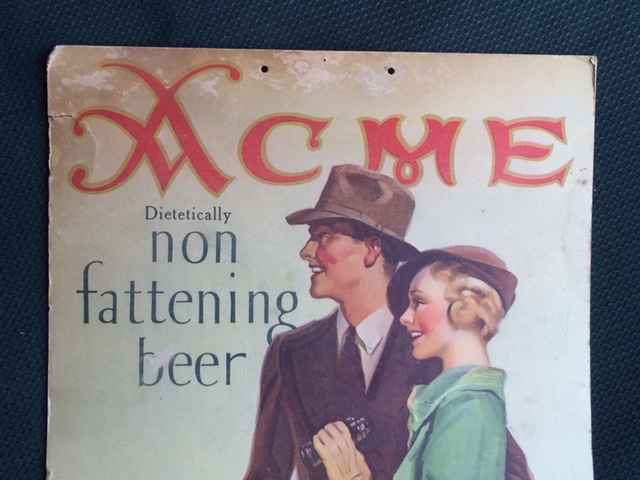 ACME
Dietetically
non
fattening
beer